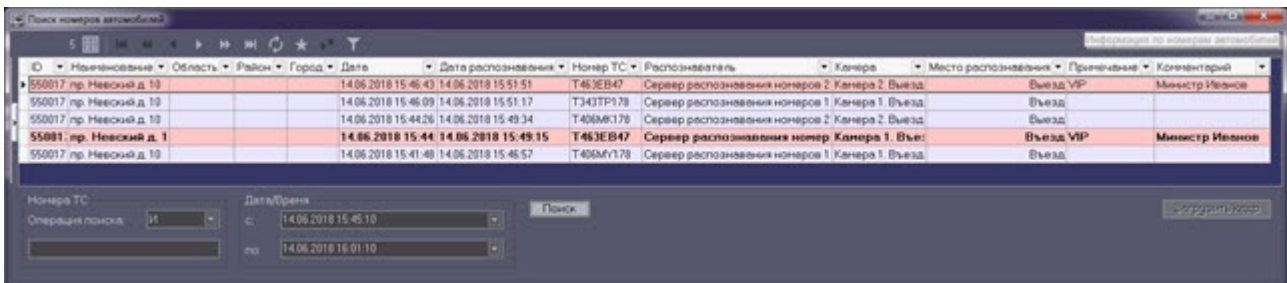 Поиск номеров автомобилей
5
Информация по номерам автомобилей
ID Наименование Область Район Город Дата Дата распознавания Номер ТС Распознаватель Камера Место распознавания Примечание Комментарий
550017 пр. Невский д. 10 14.06.2018 15:46:43 14.06.2018 15:51:51 T463EB47 Сервер распознавания номеров 2 Камера 2. Выезд Выезд VIP Министр Иванов
550017 пр. Невский д. 10 14.06.2018 15:46:09 14.06.2018 15:51:17 T343TP178 Сервер распознавания номеров 1 Камера 1. Въезд Въезд
550017 пр. Невский д. 10 14.06.2018 15:44:26 14.06.2018 15:49:34 T406MK178 Сервер распознавания номеров 2 Камера 2. Выезд Выезд
55001 пр. Невский д. 1 14.06.2018 15:44 14.06.2018 15:49:15 T463EB47 Сервер распознавания номер Камера 1. Въе Въезд VIP Министр Иванов
550017 пр. Невский д. 10 14.06.2018 15:41:48 14.06.2018 15:46:57 T406MY178 Сервер распознавания номеров 1 Камера 1. Въезд Въезд
Номера ТС
Операция поиска: И
Дата/Время
с: 14.06.2018 15:45:10
по: 14.06.2018 16:01:10
Поиск